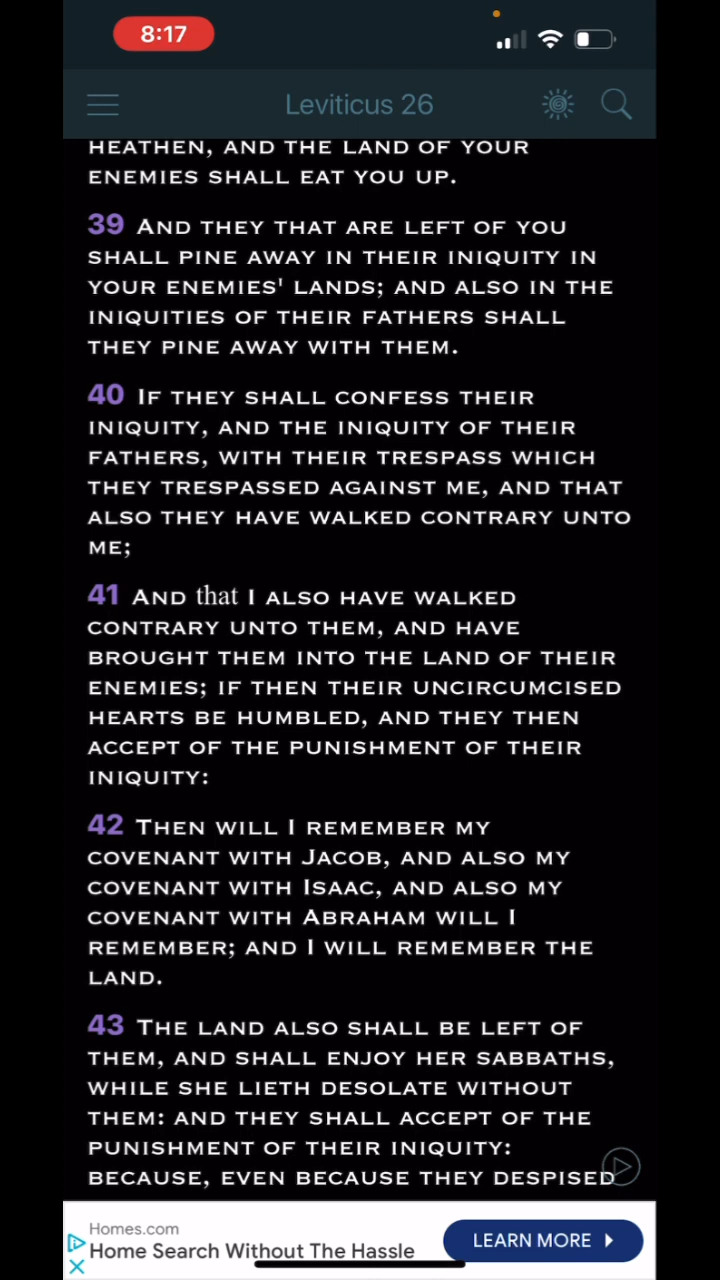 8:17
Leviticus 26
HEATHEN, AND THE LAND OF YOUR
ENEMIES SHALL EAT YOU UP.
39 AND THEY THAT ARE LEFT OF YOU
SHALL PINE AWAY IN THEIR INIQUITY IN
YOUR ENEMIES' LANDS; AND ALSO IN THE
INIQUITIES OF THEIR FATHERS SHALL
THEY PINE AWAY WITH THEM.
40 IF THEY SHALL CONFESS THEIR
INIQUITY, AND THE INIQUITY OF THEIR
FATHERS, WITH THEIR TRESPASS WHICH
THEY TRESPASSED AGAINST ME, AND THAT
ALSO THEY HAVE WALKED CONTRARY UNTO
ME;
41 AND that I ALSO HAVE WALKED
CONTRARY UNTO THEM, AND HAVE
BROUGHT THEM INTO THE LAND OF THEIR
ENEMIES; IF THEN THEIR UNCIRCUMCISED
HEARTS BE HUMBLED, AND THEY THEN
ACCEPT OF THE PUNISHMENT OF THEIR
INIQUITY:
42 THEN WILL I REMEMBER MY
COVENANT WITH JACOB, AND ALSO MY
COVENANT WITH ISAAC, AND ALSO MY
COVENANT WITH ABRAHAM WILL I
REMEMBER; AND I WILL REMEMBER THE
LAND.
43 THE LAND ALSO SHALL BE LEFT OF
THEM, AND SHALL ENJOY HER SABBATHS,
WHILE SHE LIETH DESOLATE WITHOUT
THEM: AND THEY SHALL ACCEPT OF THE
PUNISHMENT OF THEIR INIQUITY:
BECAUSE, EVEN BECAUSE THEY DESPISED
Homes.com
Home Search Without The Hassle
LEARN MORE